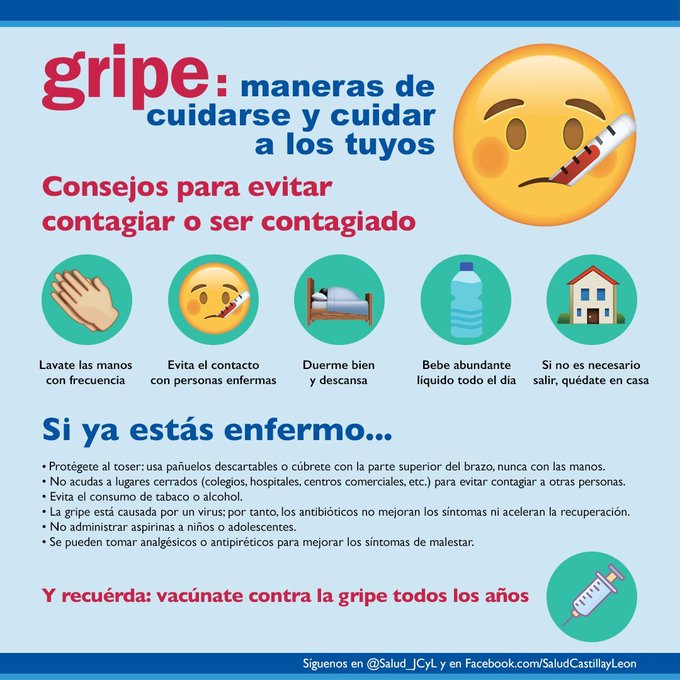 gripe: maneras de
cuidarse y cuidar
a los tuyos
Consejos para evitar
contagiar o ser contagiado
Lavate las manos
con frecuencia
Evita el contacto
con personas enfermas
Duerme bien
y descansa
Bebe abundante
líquido todo el día
Si no es necesario
salir, quédate en casa
Si ya estás enfermo...
• Protégete al toser: usa pañuelos descartables o cúbrete con la parte superior del brazo, nunca con las manos.
• No acudas a lugares cerrados (colegios, hospitales, centros comerciales, etc.) para evitar contagiar a otras personas.
• Evita el consumo de tabaco o alcohol.
• La gripe está causada por un virus; por tanto, los antibióticos no mejoran los síntomas ni aceleran la recuperación.
• No administrar aspirinas a niños o adolescentes.
• Se pueden tomar analgésicos o antipiréticos para mejorar los síntomas de malestar.
Y recuérda: vacúnate contra la gripe todos los años
Síguenos en @Salud_JCyL y en Facebook.com/SaludCastillayLeon